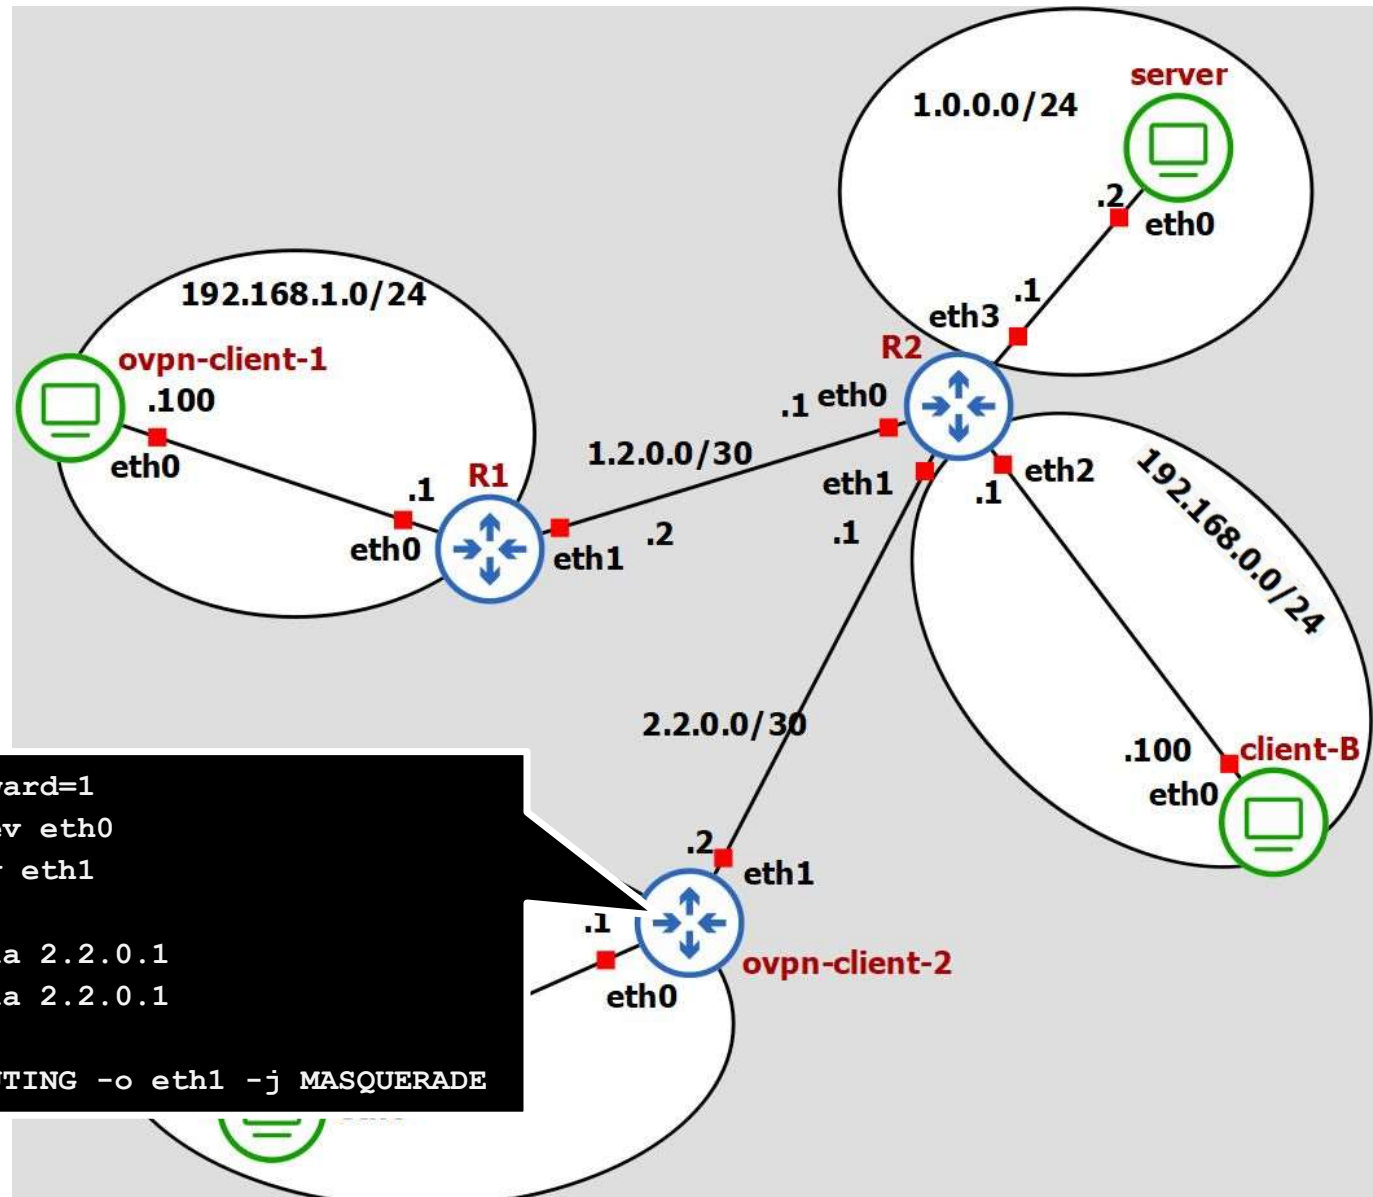 server
1.0.0.0/24
.2
eth0
.1
eth3
R2
192.168.1.0/24
ovpn-client-1
.100
eth0
.1 eth0
1.2.0.0/30
R1
.1
eth0
eth1
.2
eth1
.1
eth2
.1
192.168.0.0/24
2.2.0.0/30
.100
client-B
eth0
ward=1
ev eth0
eth1
a 2.2.0.1
a 2.2.0.1
UTING -o eth1 -j MASQUERADE
.2
eth1
.1
ovpn-client-2
eth0